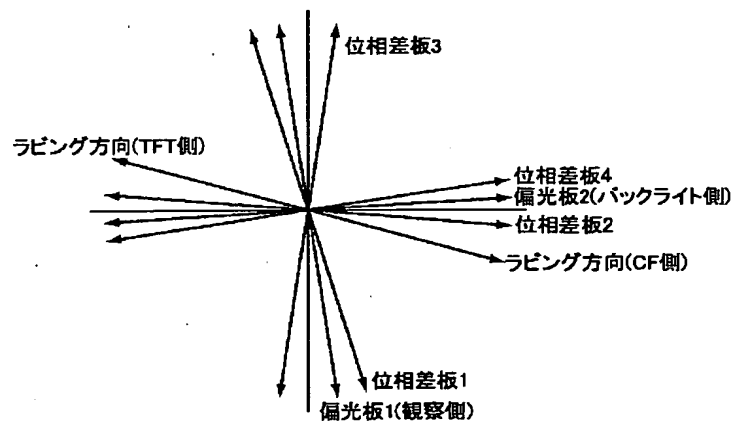 位相差板3
ラビング方向(TFT側)
位相差板4
偏光板2(バックライト側)
位相差板2
ラビング方向(CF側)
位相差板1
偏光板1(観察側)